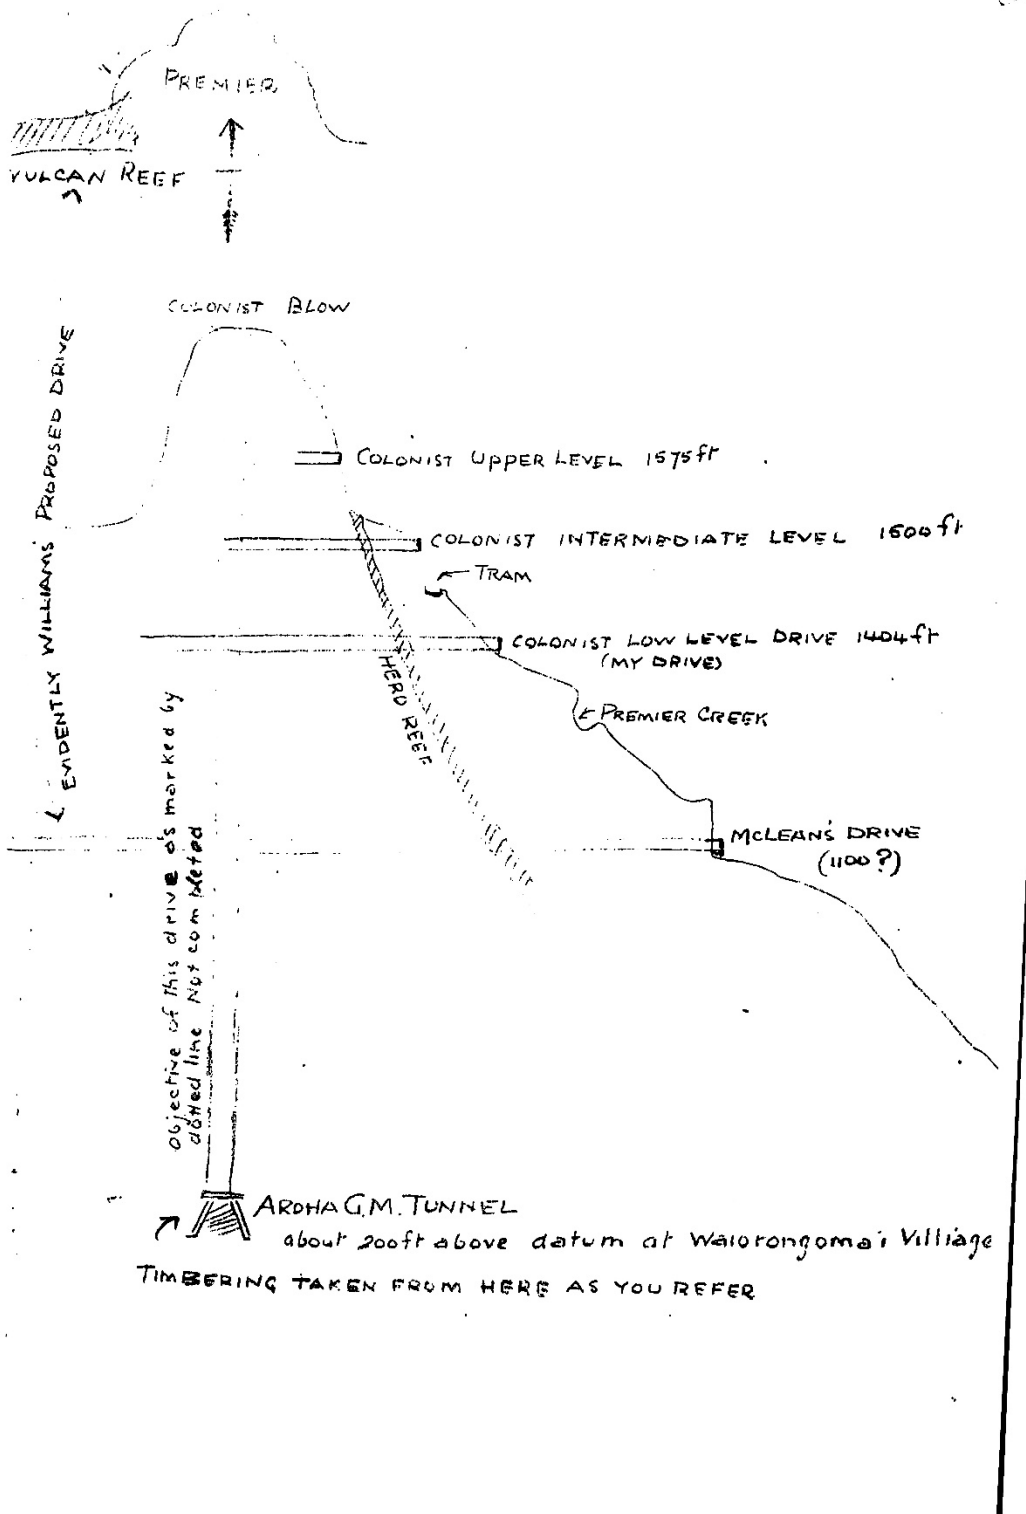 PREMIER
VULCAN REEF
COLONIST BLOW
EVIDENTLY WILLIAMS' PROPOSED DRIVE
COLONIST UPPER LEVEL 1575ft
COLONIST INTERMEDIATE LEVEL 1500ft
TRAM
COLONIST LOW LEVEL DRIVE 1404ft
(MY DRIVE)
HERO REEF
PREMIER CREEK
McLEAN'S DRIVE
(1100?)
Objective of this drive as marked by
dotted line Not completed
AROHA G.M. TUNNEL
about 200ft above datum at Waiorongomai Villiage
TIMBERING TAKEN FROM HERE AS YOU REFER